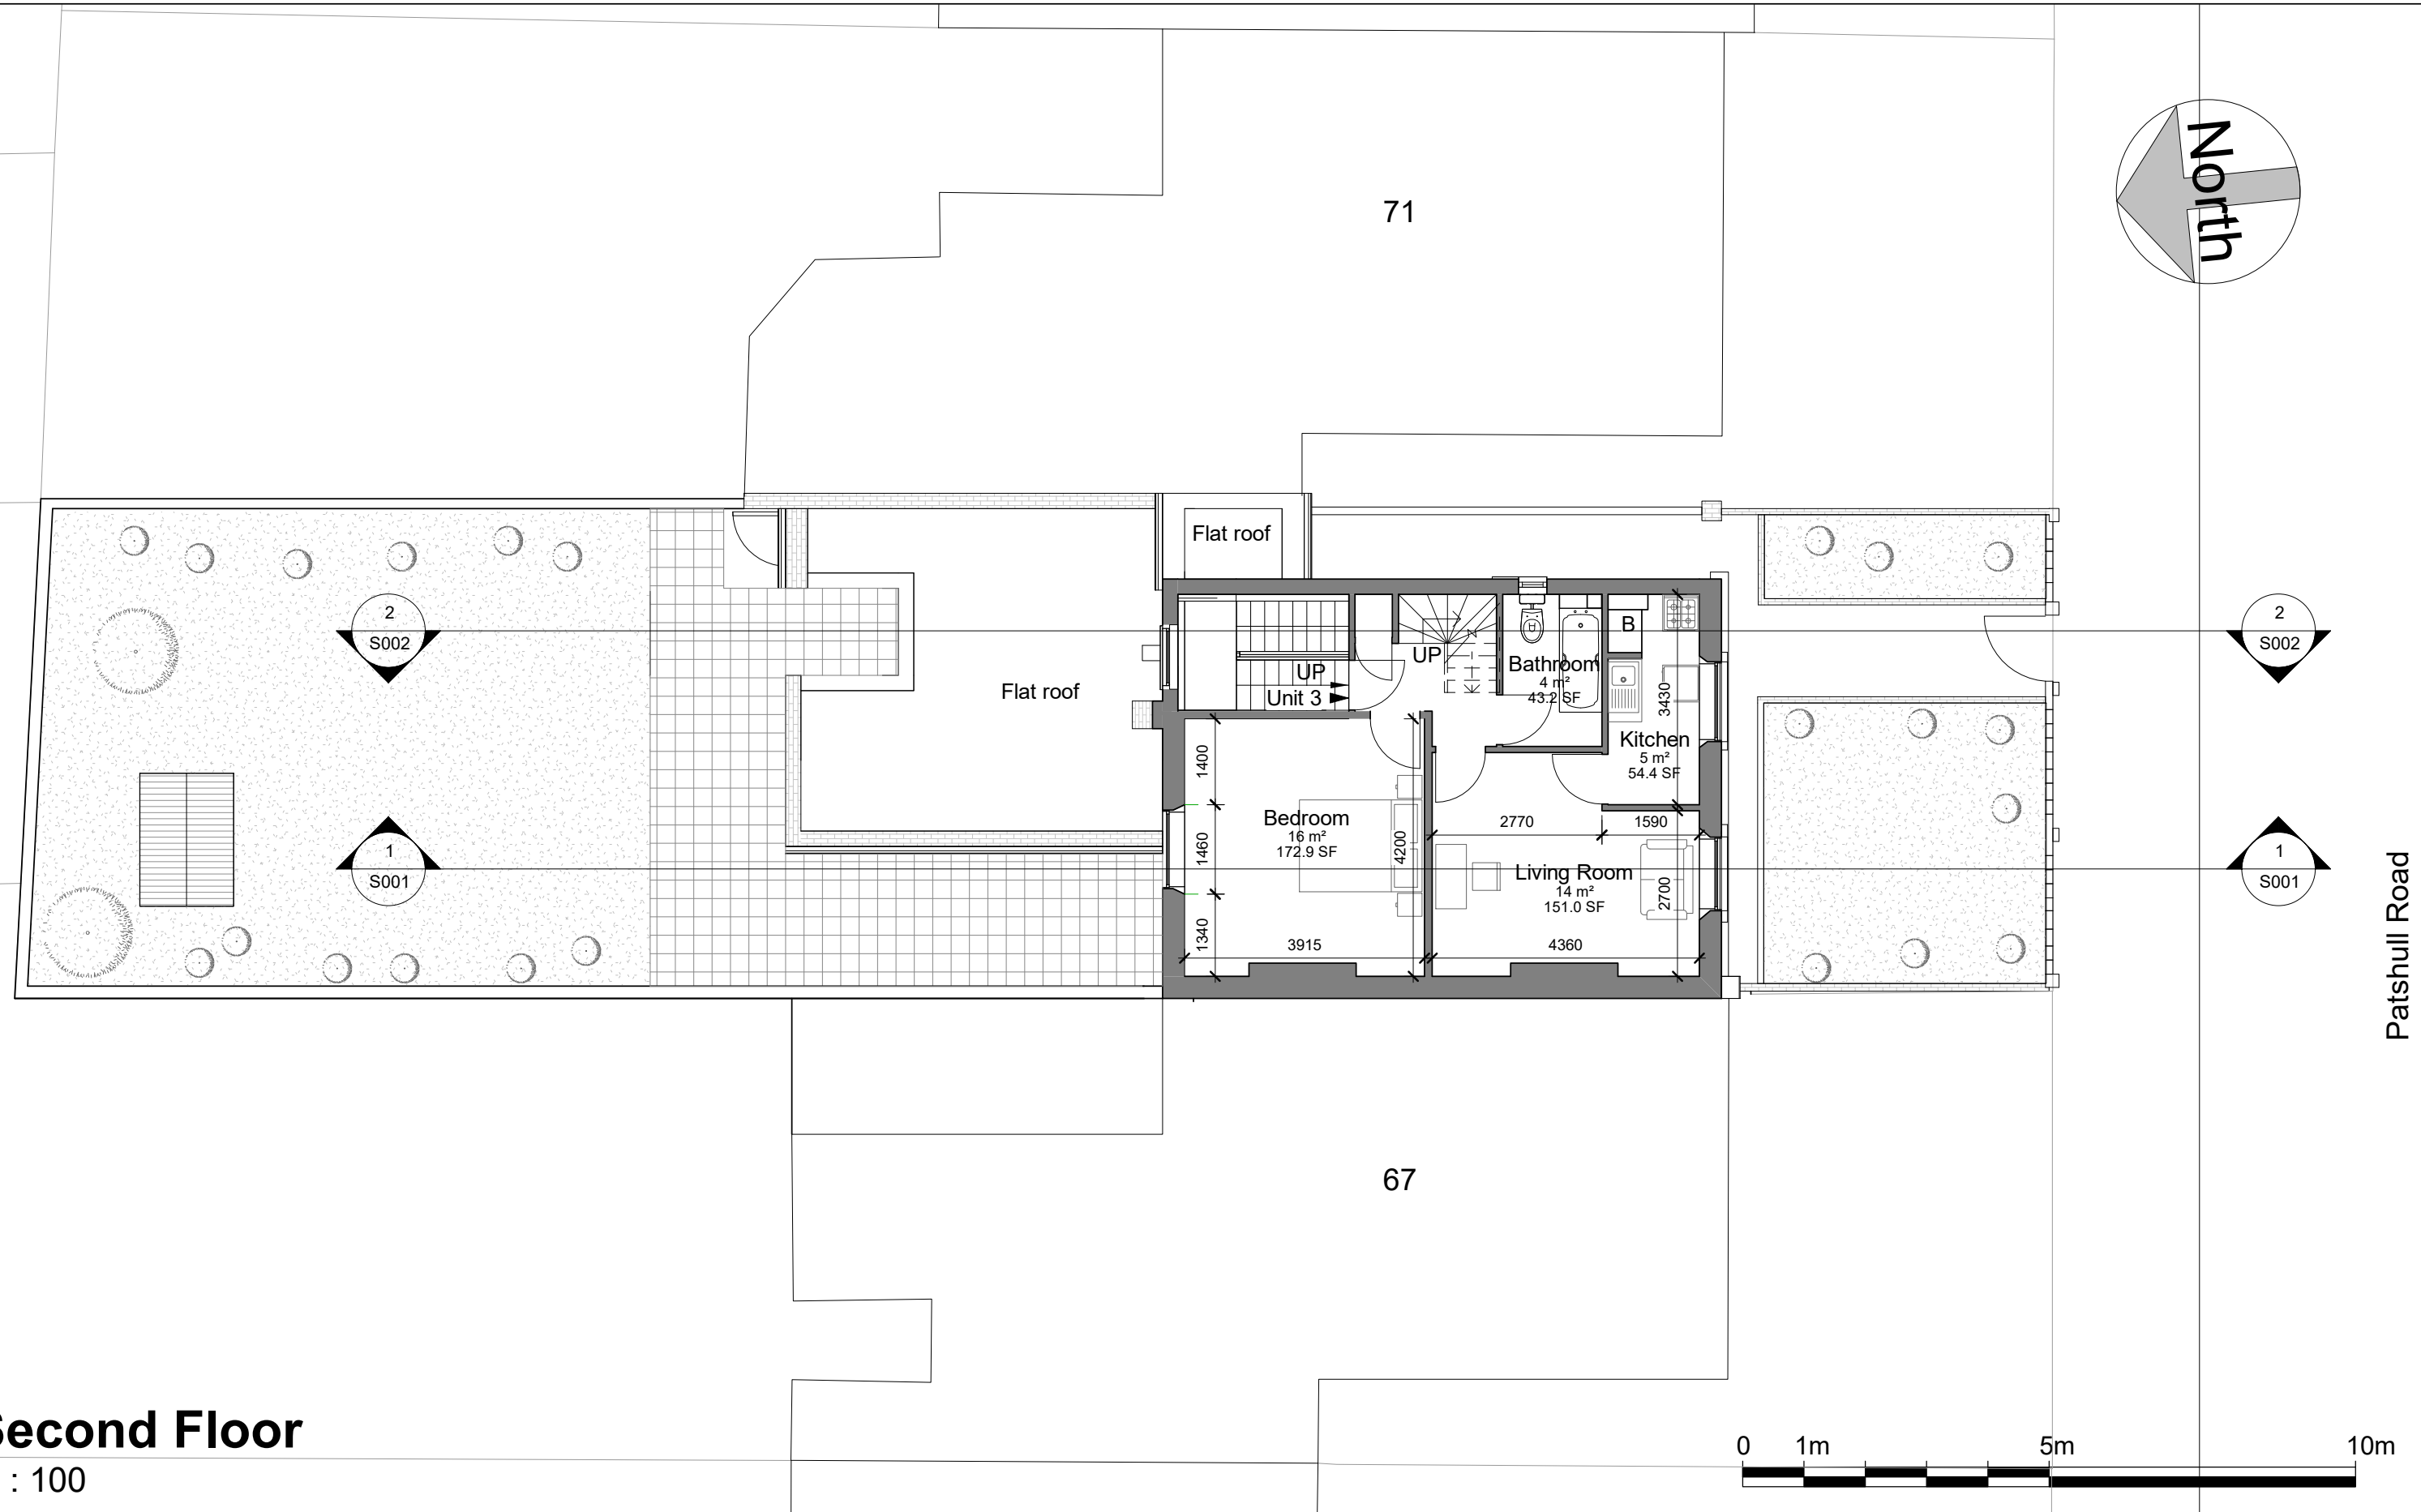 North
71
Flat roof
2
S002
2
S002
B
UP
UP
Unit 3
Bathroom
4 m²
43.2 SF
Flat roof
3430
Kitchen
5 m²
54.4 SF
1400
Bedroom
16 m²
172.9 SF
1460
4200
2770
1590
1
S001
1
S001
Living Room
14 m²
151.0 SF
2700
1340
3915
4360
Patshull Road
67
Second Floor
: 100
0 1m 5m 10m